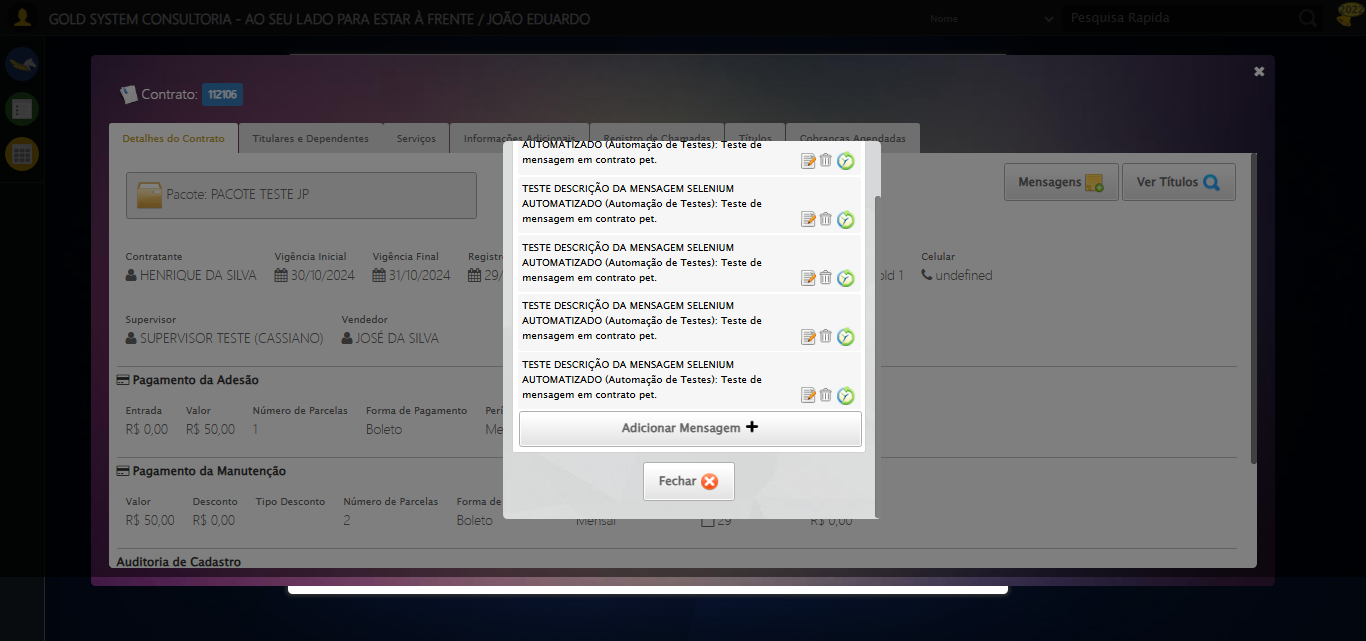 GOLD SYSTEM CONSULTORIA - AO SEU LADO PARA ESTAR À FRENTE / JOÃO EDUARDO
Nome
Pesquisa Rapida
2022
Contrato: 112106
Detalhes do Contrato
Titulares e Dependentes
Serviços
Informações Adicionais
Registro de Chamadas
Títulos
Cobranças Agendadas
Pacote: PACOTE TESTE JP
Mensagens
Ver Títulos
Contratante
Vigência Inicial
Vigência Final
Registro
Celular
HENRIQUE DA SILVA
30/10/2024
31/10/2024
29/
old 1
undefined
Supervisor
Vendedor
SUPERVISOR TESTE (CASSIANO)
JOSÉ DA SILVA
Pagamento da Adesão
Entrada
Valor
Número de Parcelas
Forma de Pagamento
Perí
R$ 0,00
R$ 50,00
1
Boleto
Me
Pagamento da Manutenção
Valor
Desconto
Tipo Desconto
Número de Parcelas
Forma de
R$ 50,00
R$ 0,00
2
Boleto
Mensal
29
R$ 0,00
Auditoria de Cadastro
AUTOMATIZADO (Automação de Testes): Teste de
mensagem em contrato pet.
TESTE DESCRIÇÃO DA MENSAGEM SELENIUM
AUTOMATIZADO (Automação de Testes): Teste de
mensagem em contrato pet.
TESTE DESCRIÇÃO DA MENSAGEM SELENIUM
AUTOMATIZADO (Automação de Testes): Teste de
mensagem em contrato pet.
TESTE DESCRIÇÃO DA MENSAGEM SELENIUM
AUTOMATIZADO (Automação de Testes): Teste de
mensagem em contrato pet.
TESTE DESCRIÇÃO DA MENSAGEM SELENIUM
AUTOMATIZADO (Automação de Testes): Teste de
mensagem em contrato pet.
Adicionar Mensagem
Fechar